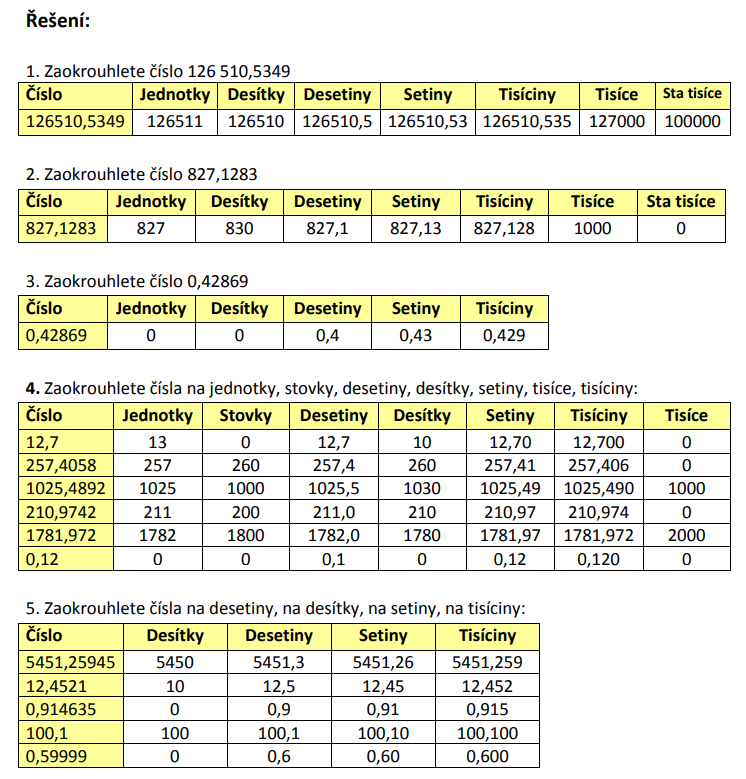 Řešení:
1. Zaokrouhlete číslo 126 510,5349
Číslo Jednotky Desítky Desetiny Setiny Tisíciny Tisíce Sta tisíce
126510,5349 126511 126510 126510,5 126510,53 126510,535 127000 100000
2. Zaokrouhlete číslo 827,1283
Číslo Jednotky Desítky Desetiny Setiny Tisíciny Tisíce Sta tisíce
827,1283 827 830 827,1 827,13 827,128 1000 0
3. Zaokrouhlete číslo 0,42869
Číslo Jednotky Desítky Desetiny Setiny Tisíciny
0,42869 0 0 0,4 0,43 0,429
4. Zaokrouhlete čísla na jednotky, stovky, desetiny, desítky, setiny, tisíce, tisíciny:
Číslo Jednotky Stovky Desetiny Desítky Setiny Tisíciny Tisíce
12,7 13 0 12,7 10 12,70 12,700 0
257,4058 257 260 257,4 260 257,41 257,406 0
1025,4892 1025 1000 1025,5 1030 1025,49 1025,490 1000
210,9742 211 200 211,0 210 210,97 210,974 0
1781,972 1782 1800 1782,0 1780 1781,97 1781,972 2000
0,12 0 0 0,1 0 0,12 0,120 0
5. Zaokrouhlete čísla na desetiny, na desítky, na setiny, na tisíciny:
Číslo Desítky Desetiny Setiny Tisíciny
5451,25945 5450 5451,3 5451,26 5451,259
12,4521 10 12,5 12,45 12,452
0,914635 0 0,9 0,91 0,915
100,1 100 100,1 100,10 100,100
0,59999 0 0,6 0,60 0,600